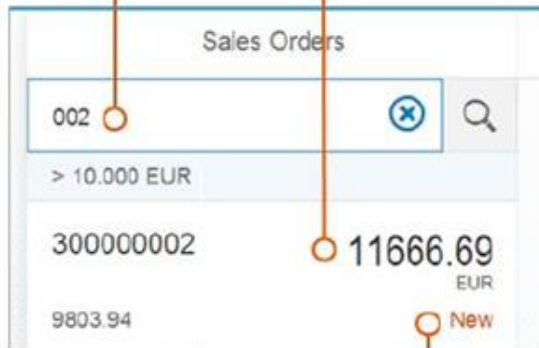 Sales Orders
002
> 10.000 EUR
300000002 11666.69
EUR
9803.94 New